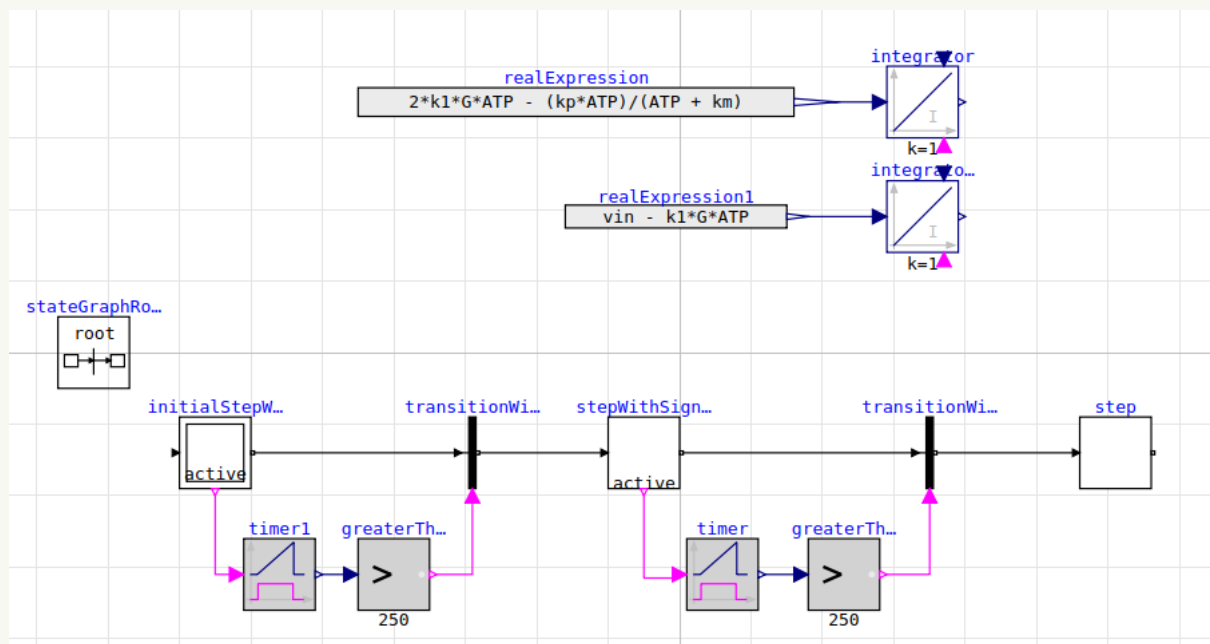 integrator
realExpression
2*k1*G*ATP - (kp*ATP)/(ATP + km)
I
k=1
integrato…
realExpression1
vin - k1*G*ATP
I
k=1
stateGraphRo…
root
initialStepW… transitionWi… stepWithSign… transitionWi… step
active active
timer1 greaterTh… timer greaterTh…
> >
250 250